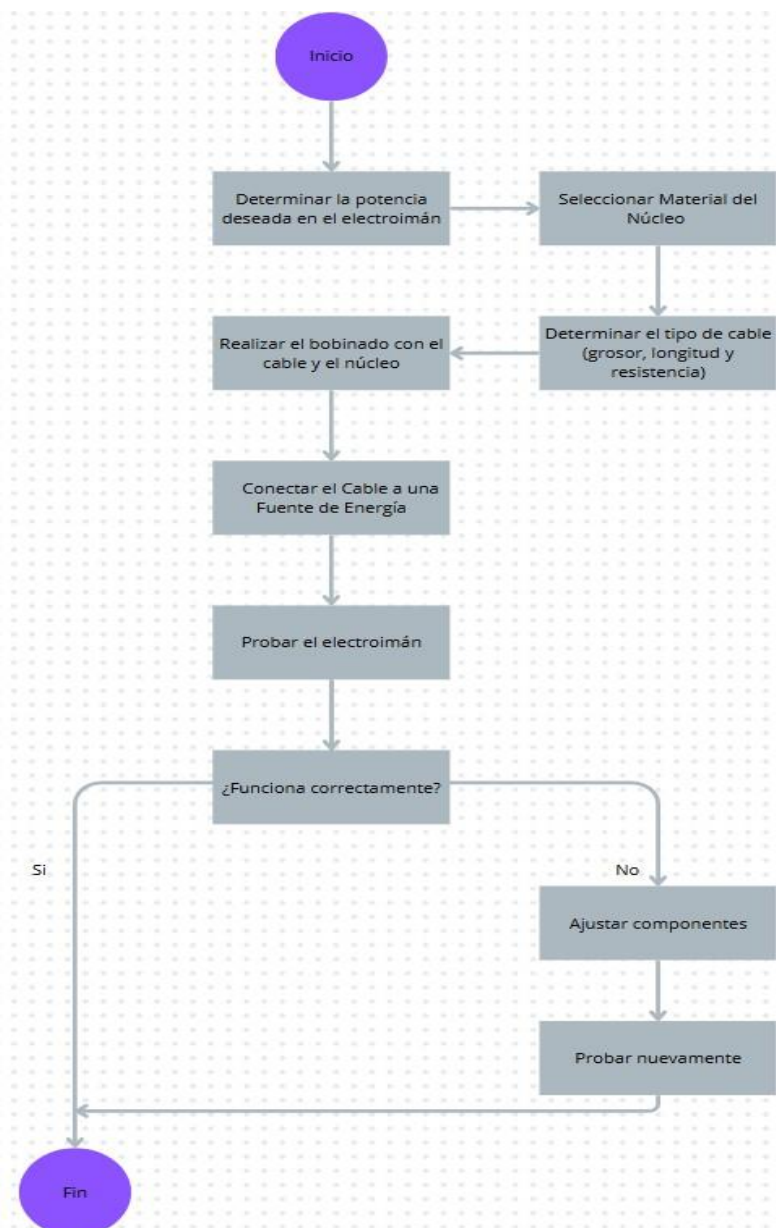 Inicio
Determinar la potencia
deseada en el electroimán
Seleccionar Material del
Núcleo
Determinar el tipo de cable
(grosor, longitud y
resistencia)
Realizar el bobinado con el
cable y el núcleo
Conectar el Cable a una
Fuente de Energía
Probar el electroimán
¿Funciona correctamente?
Si
No
Ajustar componentes
Probar nuevamente
Fin